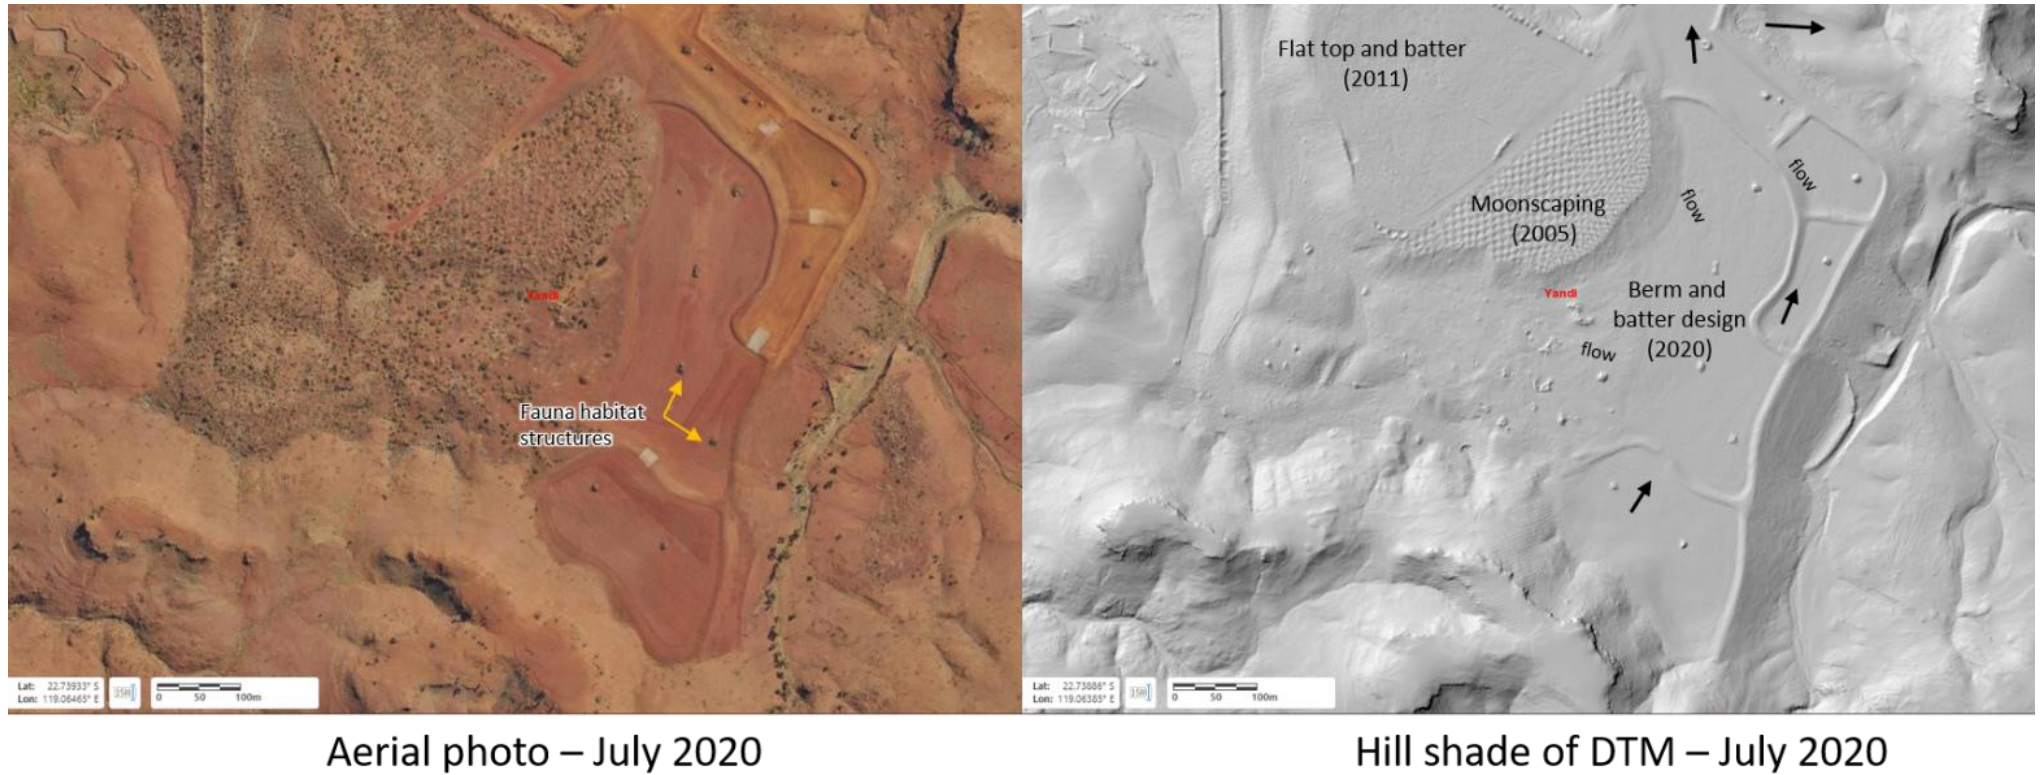 Yandi
Fauna habitat
structures
Lat: 22.73933° S
Lon: 119.06465° E
0 50 100m
Aerial photo – July 2020
Flat top and batter
(2011)
Moonscaping
(2005)
flow
flow
Yandi
Berm and
batter design
(2020)
flow
Lat: 22.73886° S
Lon: 119.06385° E
0 50 100m
Hill shade of DTM – July 2020